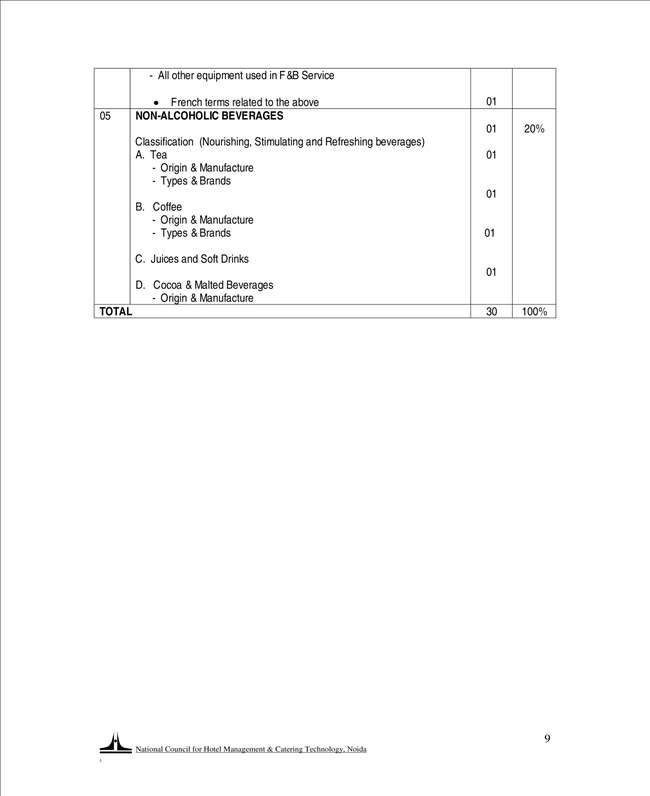 - All other equipment used in F&B Service
• French terms related to the above 01
05 NON-ALCOHOLIC BEVERAGES
01 20%
Classification (Nourishing, Stimulating and Refreshing beverages)
A. Tea 01
- Origin & Manufacture
- Types & Brands
01
B. Coffee
- Origin & Manufacture
- Types & Brands 01
C. Juices and Soft Drinks
01
D. Cocoa & Malted Beverages
- Origin & Manufacture
TOTAL 30 100%
9
National Council for Hotel Management & Catering Technology, Noida